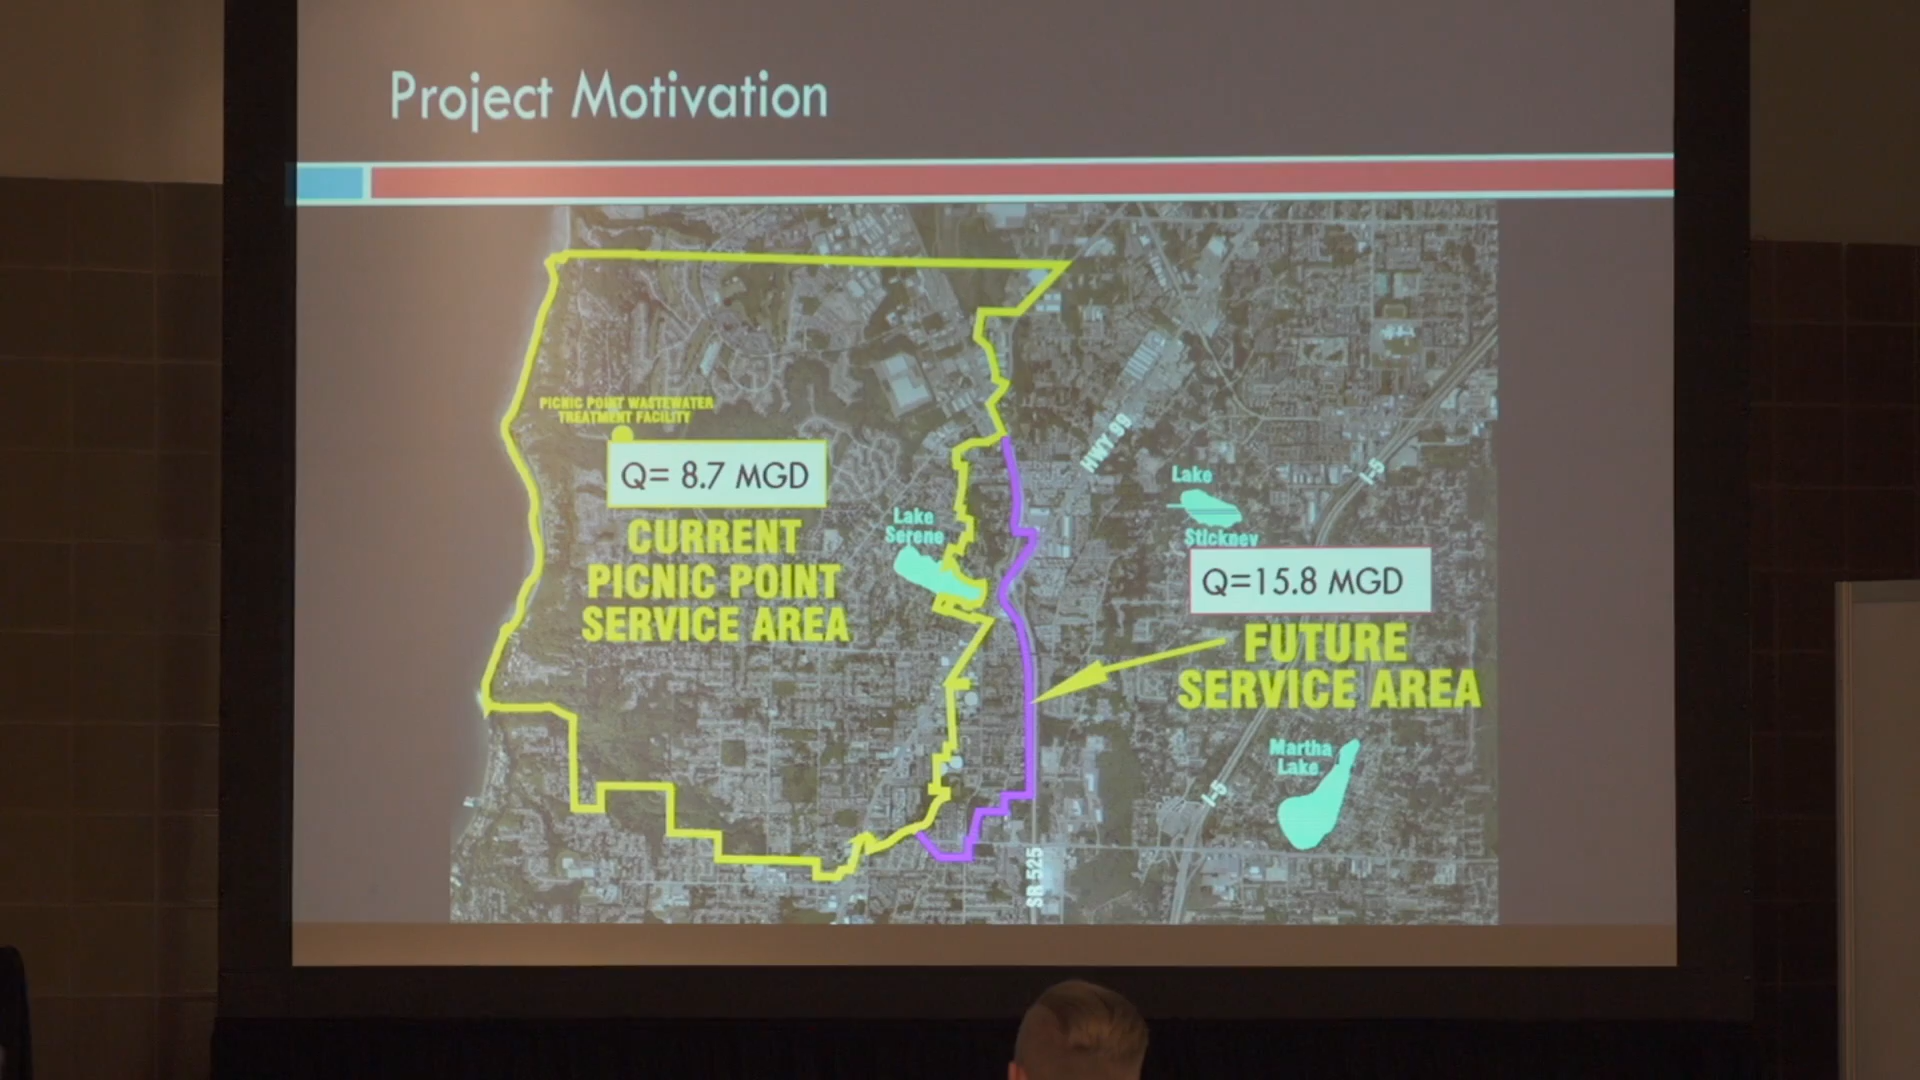 Project Motivation
PICNIC POINT WASTEWATER
TREATMENT FACILITY
Q= 8.7 MGD
CURRENT
PICNIC POINT
SERVICE AREA
Lake
Serene
HWY 99
Lake
Stickney
I-5
Q=15.8 MGD
FUTURE
SERVICE AREA
Martha
Lake
I-5
SR 525